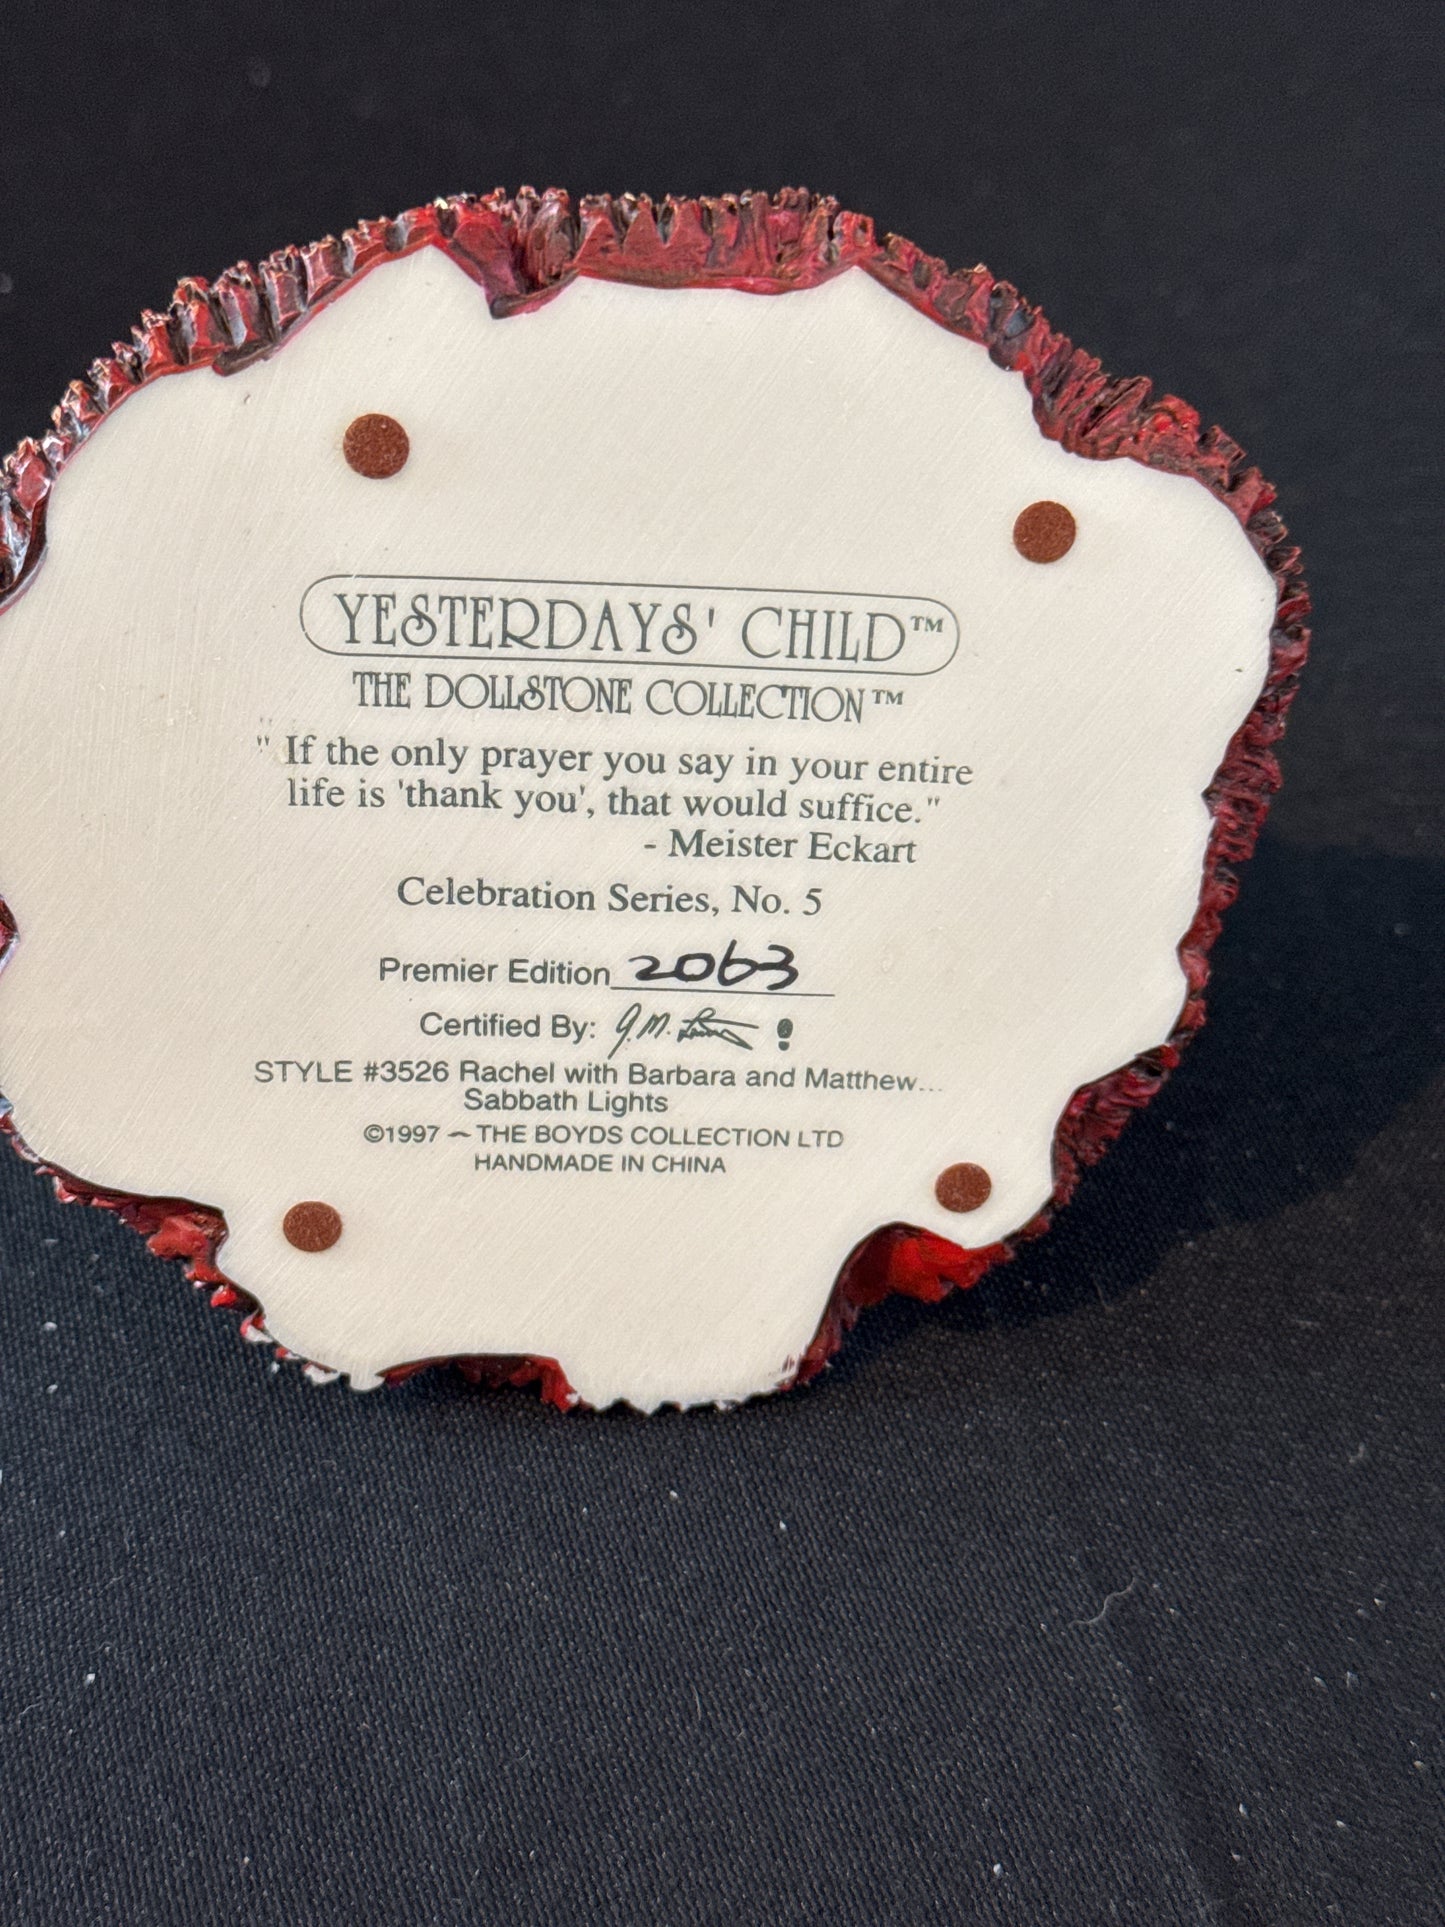 YESTERDAYS' CHILD™
THE DOLLSTONE COLLECTION™
" If the only prayer you say in your entire
life is 'thank you', that would suffice."
- Meister Eckart
Celebration Series, No. 5
Premier Edition 2063
Certified By: G.M.
STYLE #3526 Rachel with Barbara and Matthew...
Sabbath Lights
©1997 ~ THE BOYDS COLLECTION LTD
HANDMADE IN CHINA